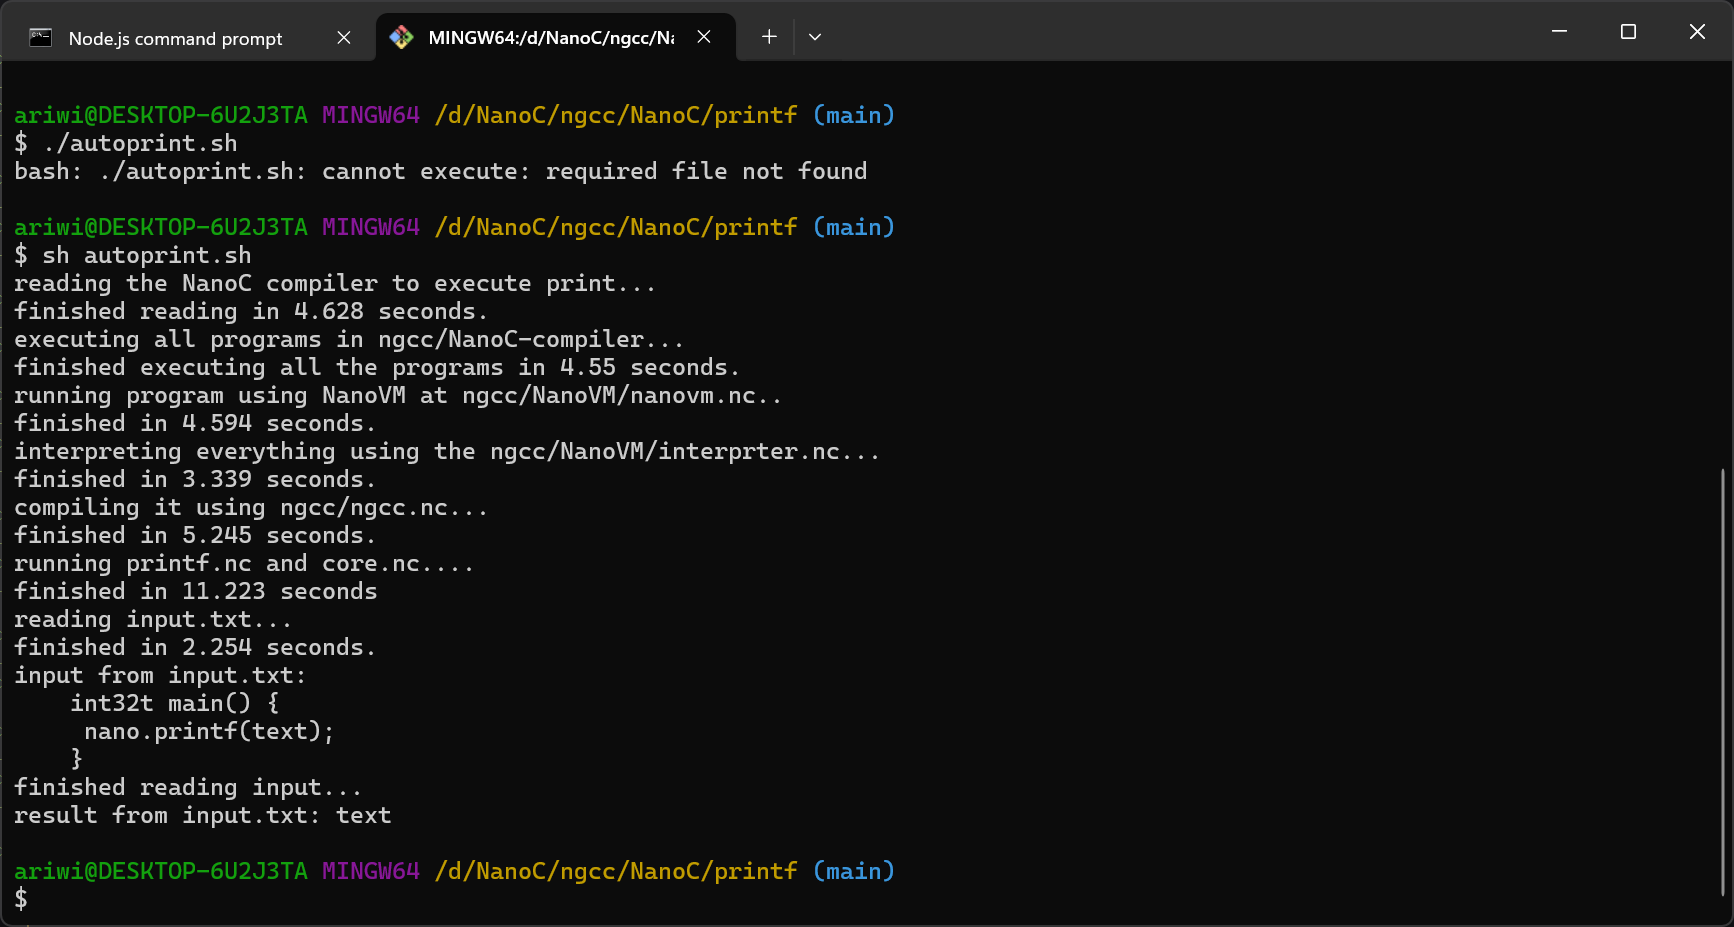 Node.js command prompt
MINGW64:/d/NanoC/ngcc/Na
ariwi@DESKTOP-6U2J3TA MINGW64 /d/NanoC/ngcc/NanoC/printf (main)
$ ./autoprint.sh
bash: ./autoprint.sh: cannot execute: required file not found
ariwi@DESKTOP-6U2J3TA MINGW64 /d/NanoC/ngcc/NanoC/printf (main)
$ sh autoprint.sh
reading the NanoC compiler to execute print...
finished reading in 4.628 seconds.
executing all programs in ngcc/NanoC-compiler...
finished executing all the programs in 4.55 seconds.
running program using NanoVM at ngcc/NanoVM/nanovm.nc..
finished in 4.594 seconds.
interpreting everything using the ngcc/NanoVM/interprter.nc...
finished in 3.339 seconds.
compiling it using ngcc/ngcc.nc...
finished in 5.245 seconds.
running printf.nc and core.nc....
finished in 11.223 seconds
reading input.txt...
finished in 2.254 seconds.
input from input.txt:
    int32t main() {
     nano.printf(text);
    }
finished reading input...
result from input.txt: text
ariwi@DESKTOP-6U2J3TA MINGW64 /d/NanoC/ngcc/NanoC/printf (main)
$